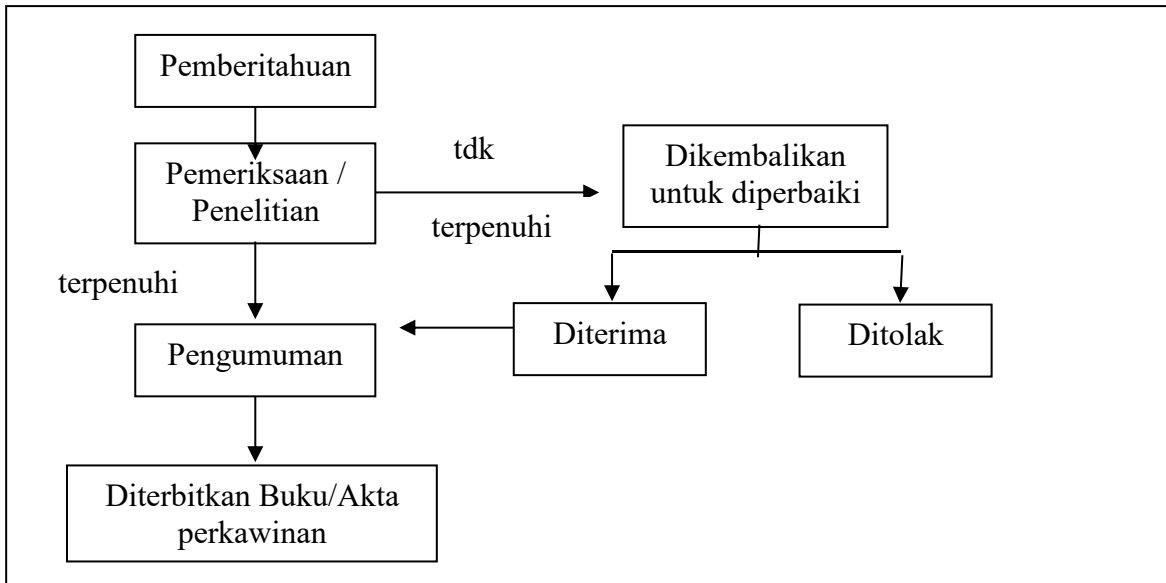 Pemberitahuan
Pemeriksaan /
Penelitian
tdk
terpenuhi
Dikembalikan
untuk diperbaiki
terpenuhi
Pengumuman
Diterima
Ditolak
Diterbitkan Buku/Akta
perkawinan